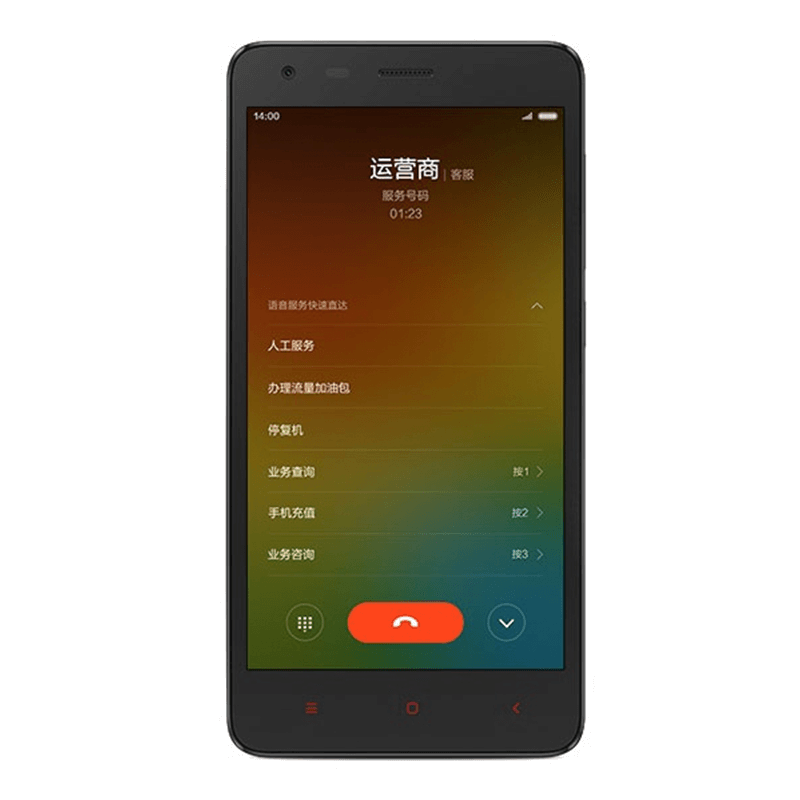 14:00
运营商 | 客服
服务号码
01:23
语音服务快速直达
人工服务
办理流量加油包
停复机
业务查询 按1
手机充值 按2
业务咨询 按3